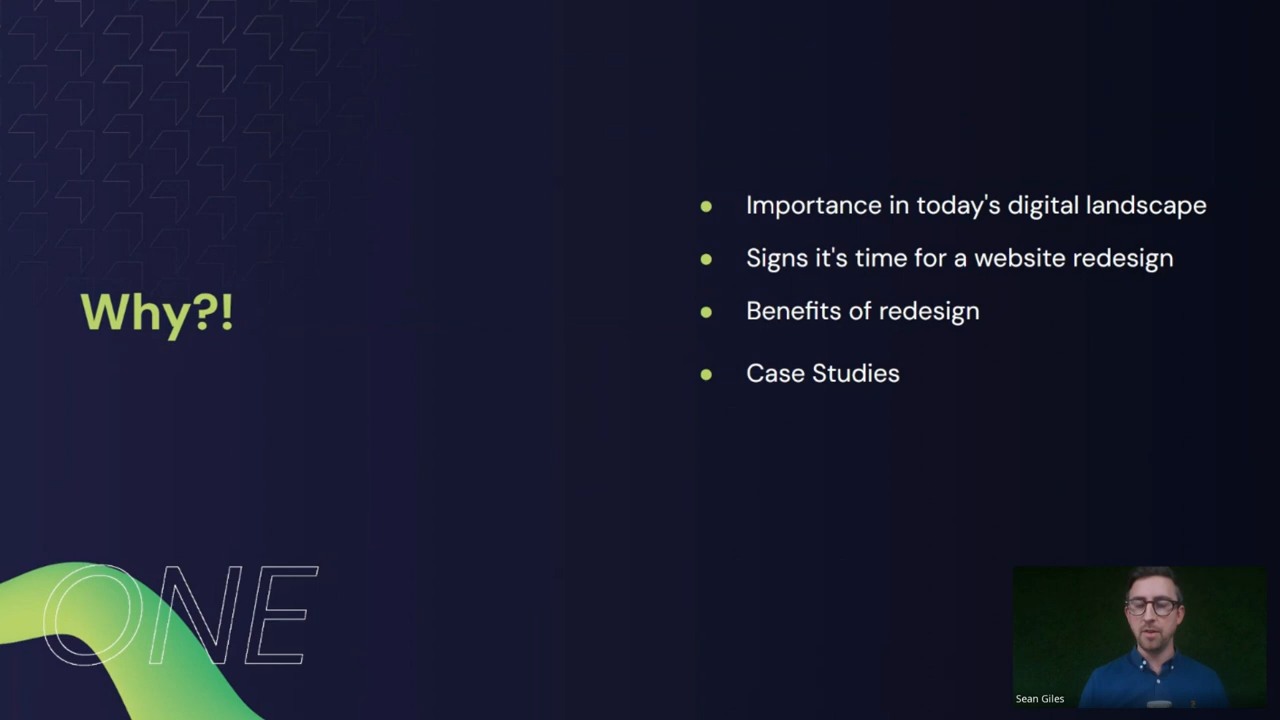 Why?!
Importance in today's digital landscape
Signs it's time for a website redesign
Benefits of redesign
Case Studies
ONE
Sean Giles